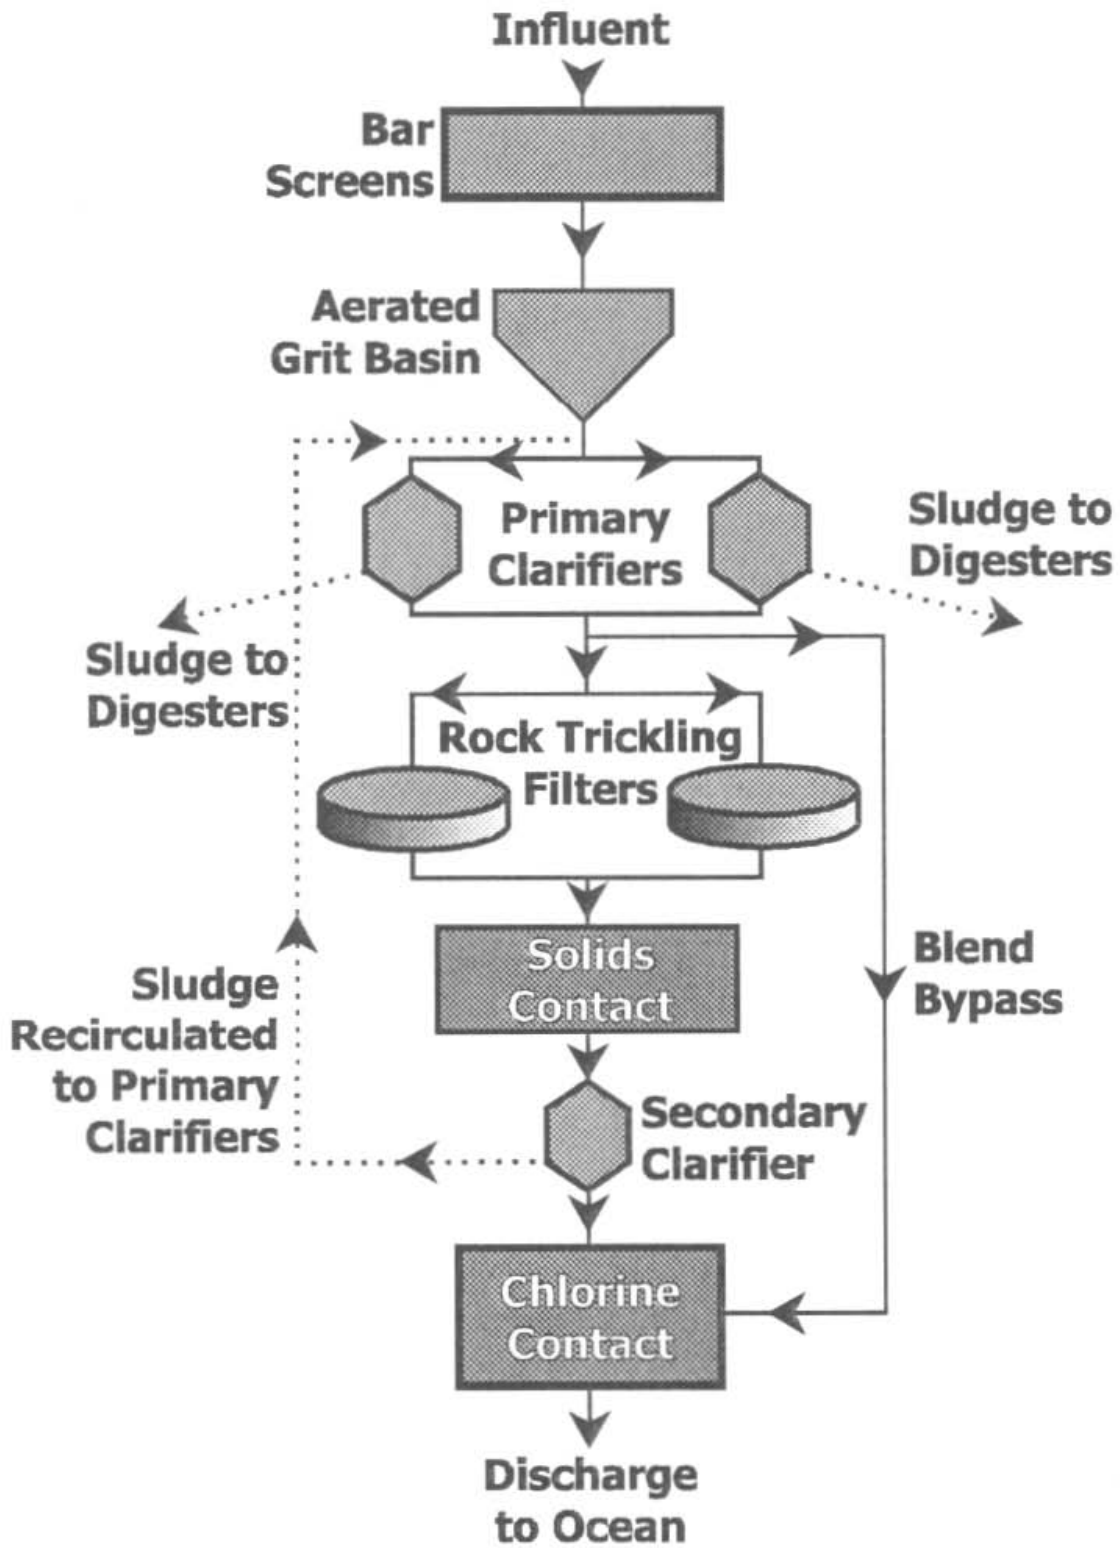 Influent
Bar
Screens
Aerated
Grit Basin
Primary
Clarifiers
Sludge to
Digesters
Sludge to
Digesters
Rock Trickling
Filters
Solids
Contact
Blend
Bypass
Sludge
Recirculated
to Primary
Clarifiers
Secondary
Clarifier
Chlorine
Contact
Discharge
to Ocean